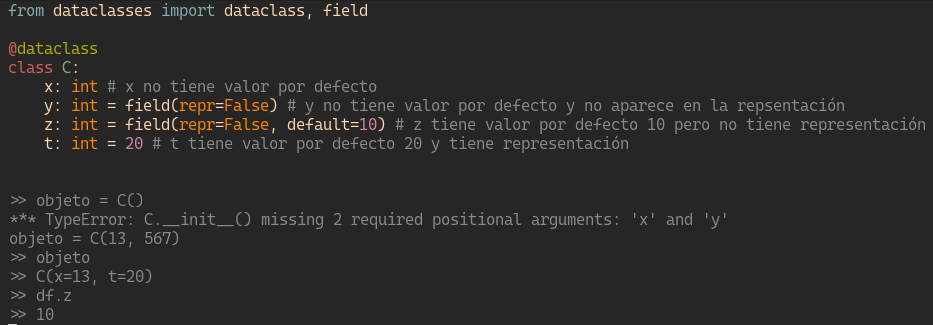 from dataclasses import dataclass, field
@dataclass
class C:
x: int # x no tiene valor por defecto
y: int = field(repr=False) # y no tiene valor por defecto y no aparece en la repsentación
z: int = field(repr=False, default=10) # z tiene valor por defecto 10 pero no tiene representación
t: int = 20 # t tiene valor por defecto 20 y tiene representación
>> objeto = C()
*** TypeError: C.__init__() missing 2 required positional arguments: 'x' and 'y'
objeto = C(13, 567)
>> objeto
>> C(x=13, t=20)
>> df.z
>> 10